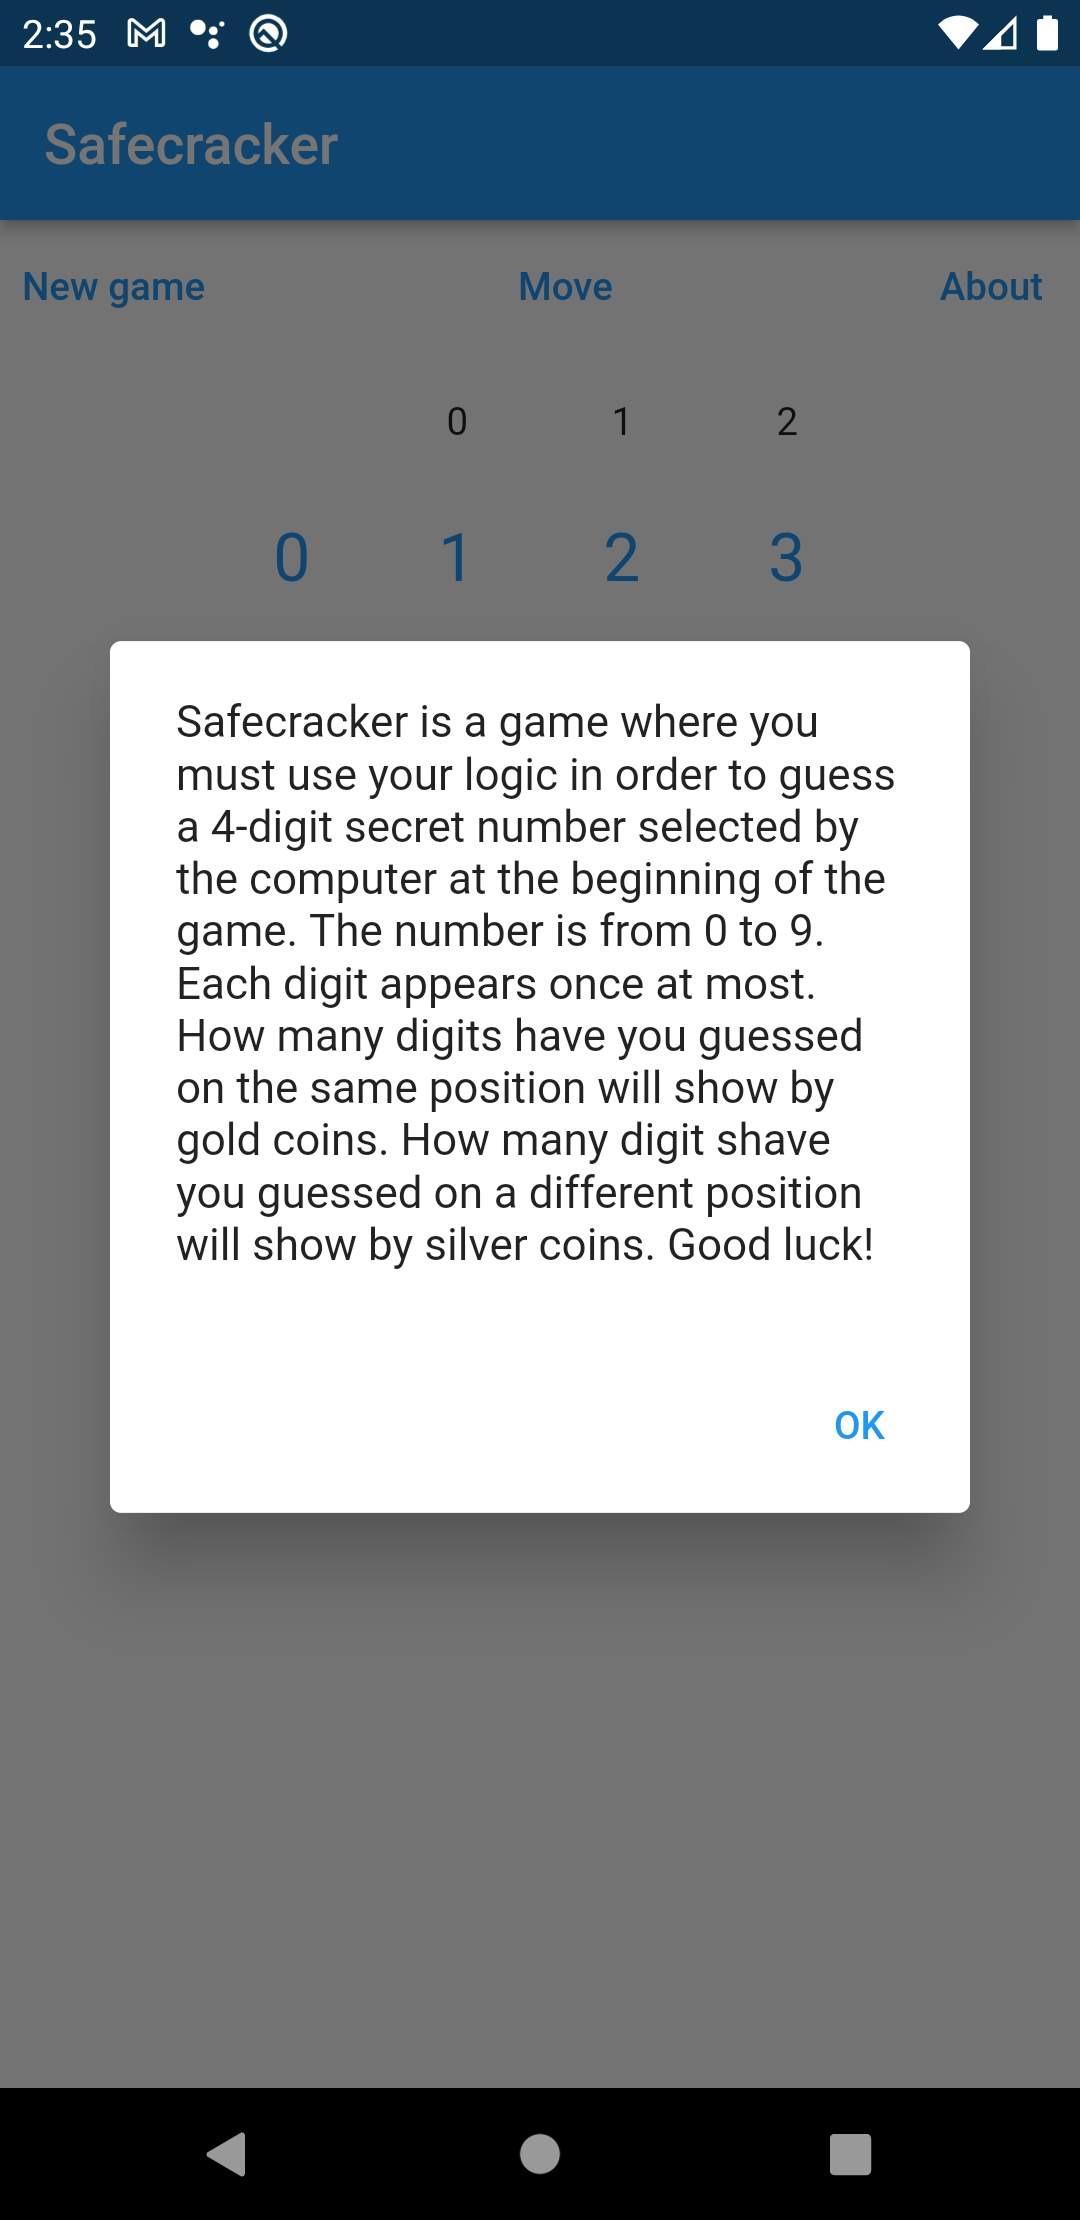 2:35
Safecracker
New game Move About
0 1 2
0 1 2 3
Safecracker is a game where you
must use your logic in order to guess
a 4-digit secret number selected by
the computer at the beginning of the
game. The number is from 0 to 9.
Each digit appears once at most.
How many digits have you guessed
on the same position will show by
gold coins. How many digit shave
you guessed on a different position
will show by silver coins. Good luck!
OK